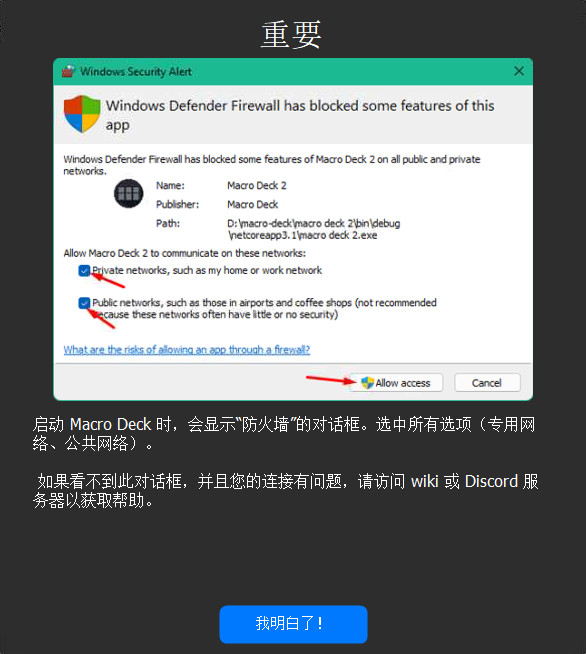 重要
Windows Security Alert
Windows Defender Firewall has blocked some features of this
app
Windows Defender Firewall has blocked some features of Macro Deck 2 on all public and private
networks.
Name: Macro Deck 2
Publisher: Macro Deck
Path: D:\macro-deck\macro deck 2\bin\debug
\netcoreapp3.1\macro deck 2.exe
Allow Macro Deck 2 to communicate on these networks:
Private networks, such as my home or work network
Public networks, such as those in airports and coffee shops (not recommended
because these networks often have little or no security)
What are the risks of allowing an app through a firewall?
Allow access
Cancel
启动 Macro Deck 时，会显示“防火墙”的对话框。选中所有选项（专用网
络、公共网络）。
如果看不到此对话框，并且您的连接有问题，请访问 wiki 或 Discord 服
务器以获取帮助。
我明白了！